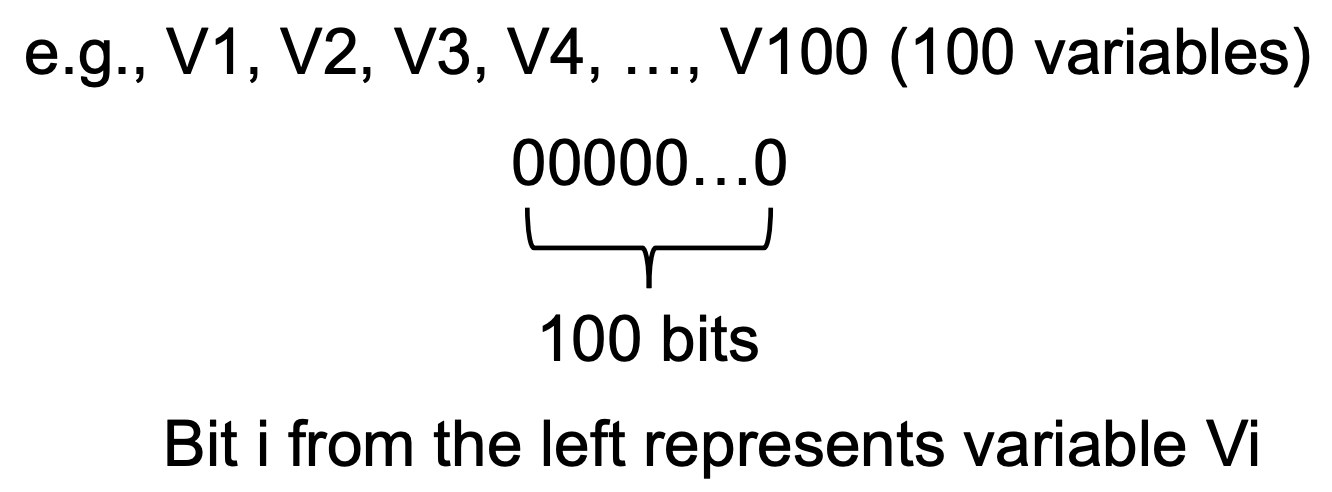 e.g., V1, V2, V3, V4, …, V100 (100 variables)
00000…0
100 bits
Bit i from the left represents variable Vi